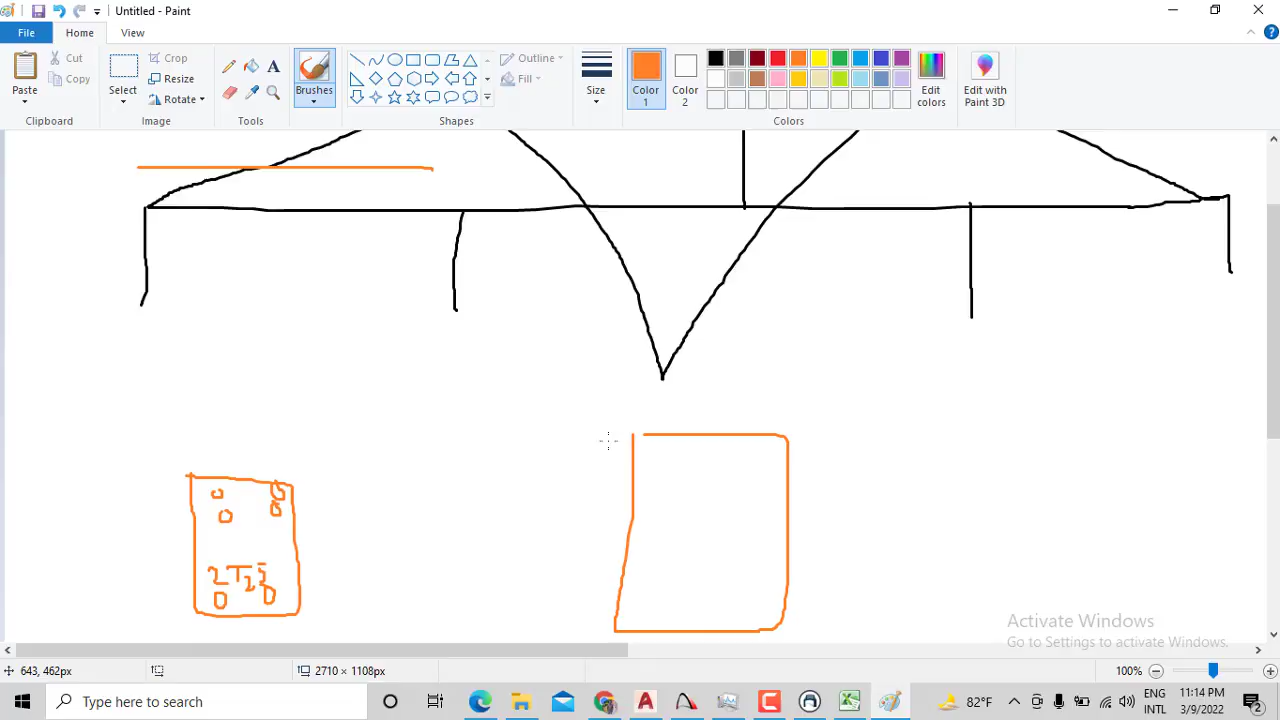 Untitled - Paint
File
Home
View
Paste
Cut
Copy
Clipboard
Select
Crop
Resize
Rotate
Image
Tools
Brushes
Outline
Fill
Shapes
Size
Color 1
Color 2
Edit colors
Colors
Edit with Paint 3D
Activate Windows
Go to Settings to activate Windows.
643, 462px
2710 × 1108px
100%
Type here to search
82°F
ENG
INTL
11:14 PM
3/9/2022
2